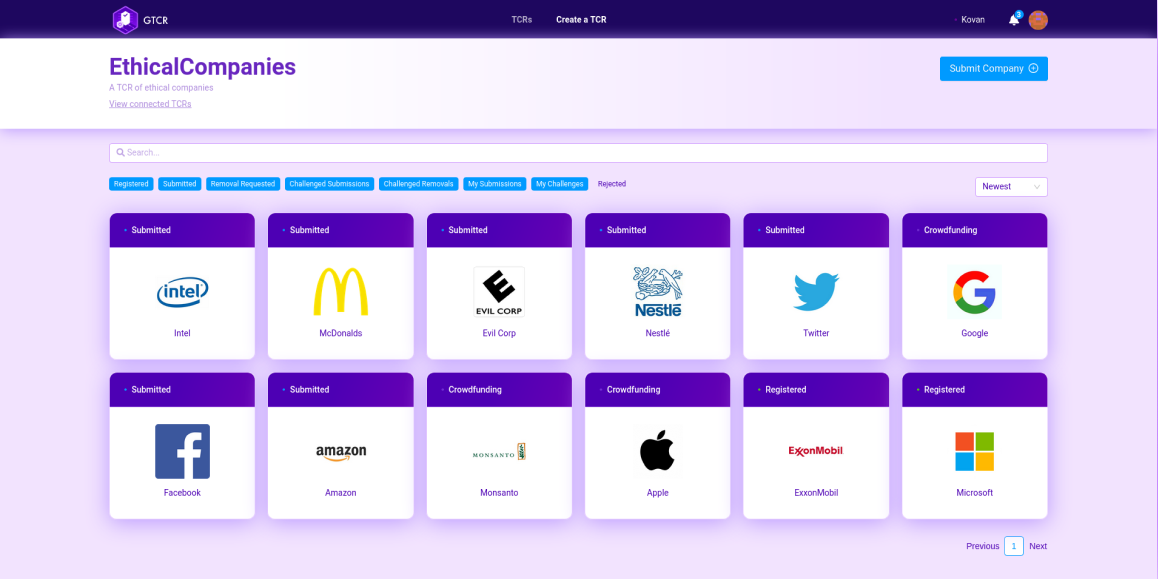 GTCR
TCRs Create a TCR
Kovan
3
EthicalCompanies
A TCR of ethical companies
View connected TCRs
Submit Company
Search...
Registered Submitted Removal Requested Challenged Submissions Challenged Removals My Submissions My Challenges Rejected
Newest
Submitted Submitted Submitted Submitted Submitted Crowdfunding
intel
EVIL CORP
Nestlé
Intel McDonalds Evil Corp Nestlé Twitter Google
Submitted Submitted Crowdfunding Crowdfunding Registered Registered
amazon
MONSANTO
ExxonMobil
Facebook Amazon Monsanto Apple ExxonMobil Microsoft
Previous 1 Next